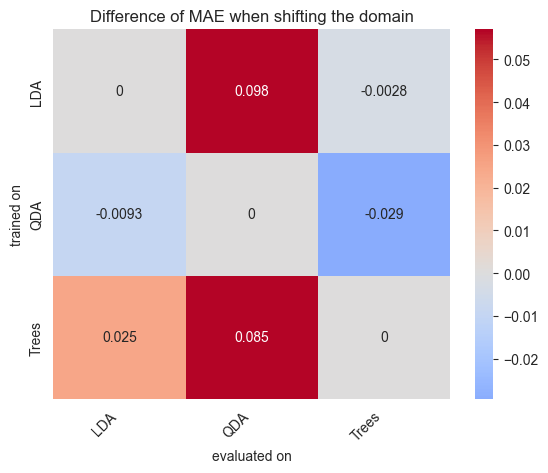 Difference of MAE when shifting the domain
LDA
0
0.098
-0.0028
QDA
-0.0093
0
-0.029
Trees
0.025
0.085
0
trained on
LDA
QDA
Trees
evaluated on
0.05
0.04
0.03
0.02
0.01
0.00
−0.01
−0.02